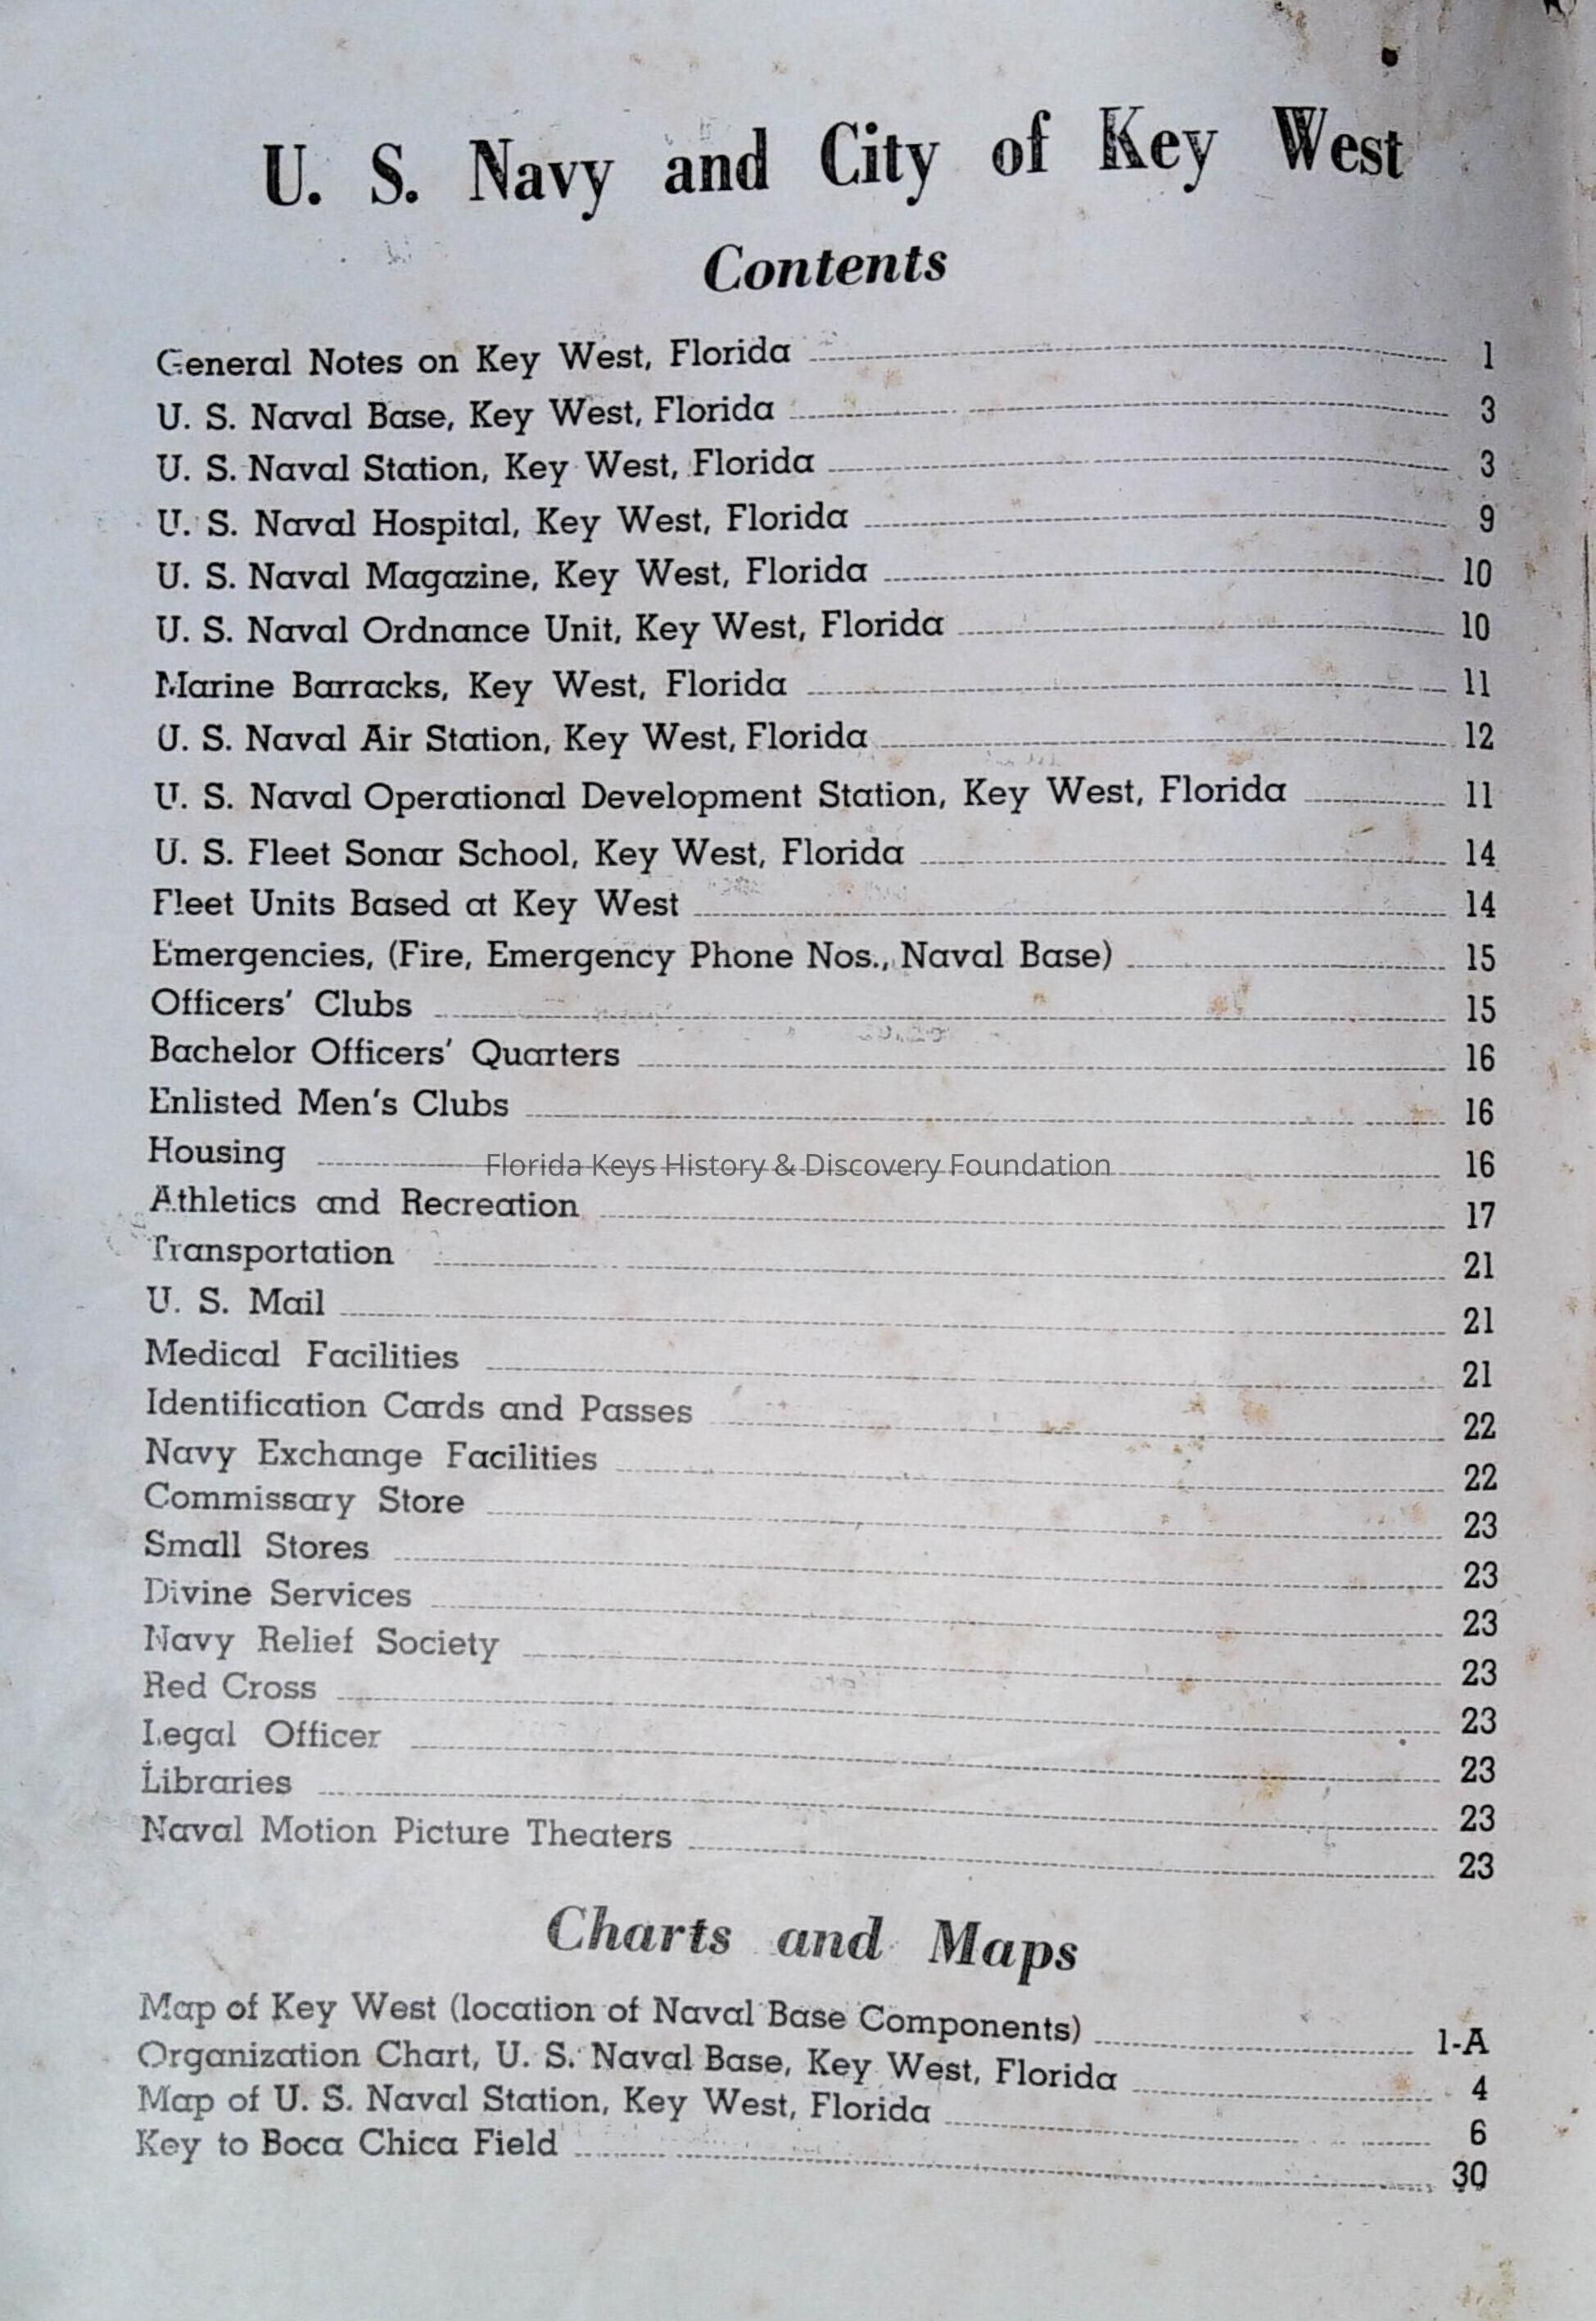 U. S. Navy and City of Key West
Contents
General Notes on Key West, Florida 1
U. S. Naval Base, Key West, Florida 3
U. S. Naval Station, Key West, Florida 3
U. S. Naval Hospital, Key West, Florida 9
U. S. Naval Magazine, Key West, Florida 10
U. S. Naval Ordnance Unit, Key West, Florida 10
Marine Barracks, Key West, Florida 11
U. S. Naval Air Station, Key West, Florida 12
U. S. Naval Operational Development Station, Key West, Florida 11
U. S. Fleet Sonar School, Key West, Florida 14
Fleet Units Based at Key West 14
Emergencies, (Fire, Emergency Phone Nos., Naval Base) 15
Officers' Clubs 15
Bachelor Officers' Quarters 16
Enlisted Men's Clubs 16
Housing 16
Florida Keys History & Discovery Foundation
Athletics and Recreation 17
Transportation 21
U. S. Mail 21
Medical Facilities 21
Identification Cards and Passes 22
Navy Exchange Facilities 22
Commissary Store 23
Small Stores 23
Divine Services 23
Navy Relief Society 23
Red Cross 23
Legal Officer 23
Libraries 23
Naval Motion Picture Theaters 23
Charts and Maps
Map of Key West (location of Naval Base Components) 1-A
Organization Chart, U. S. Naval Base, Key West, Florida 4
Map of U. S. Naval Station, Key West, Florida 6
Key to Boca Chica Field 30